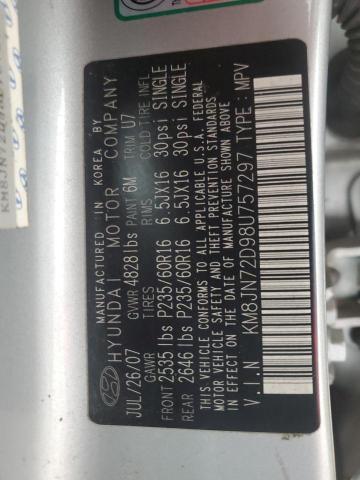 MANUFACTURED IN KOREA BY
HYUNDAI MOTOR COMPANY
JUL/26/07 GVWR 4828lbs PAINT 6M TRIM U7
GAWR TIRES RIMS COLD TIRE INFL
FRONT 2535 lbs P235/60R16 6.5JX16 30psi SINGLE
REAR 2646 lbs P235/60R16 6.5JX16 30psi SINGLE
THIS VEHICLE CONFORMS TO ALL APPLICABLE U.S. FEDERAL
MOTOR VEHICLE SAFETY AND THEFT PREVENTION STANDARDS
IN EFFECT ON THE DATE OF MANUFACTURE SHOWN ABOVE.
V.I.N KM8JN72D98U757297 TYPE: MPV